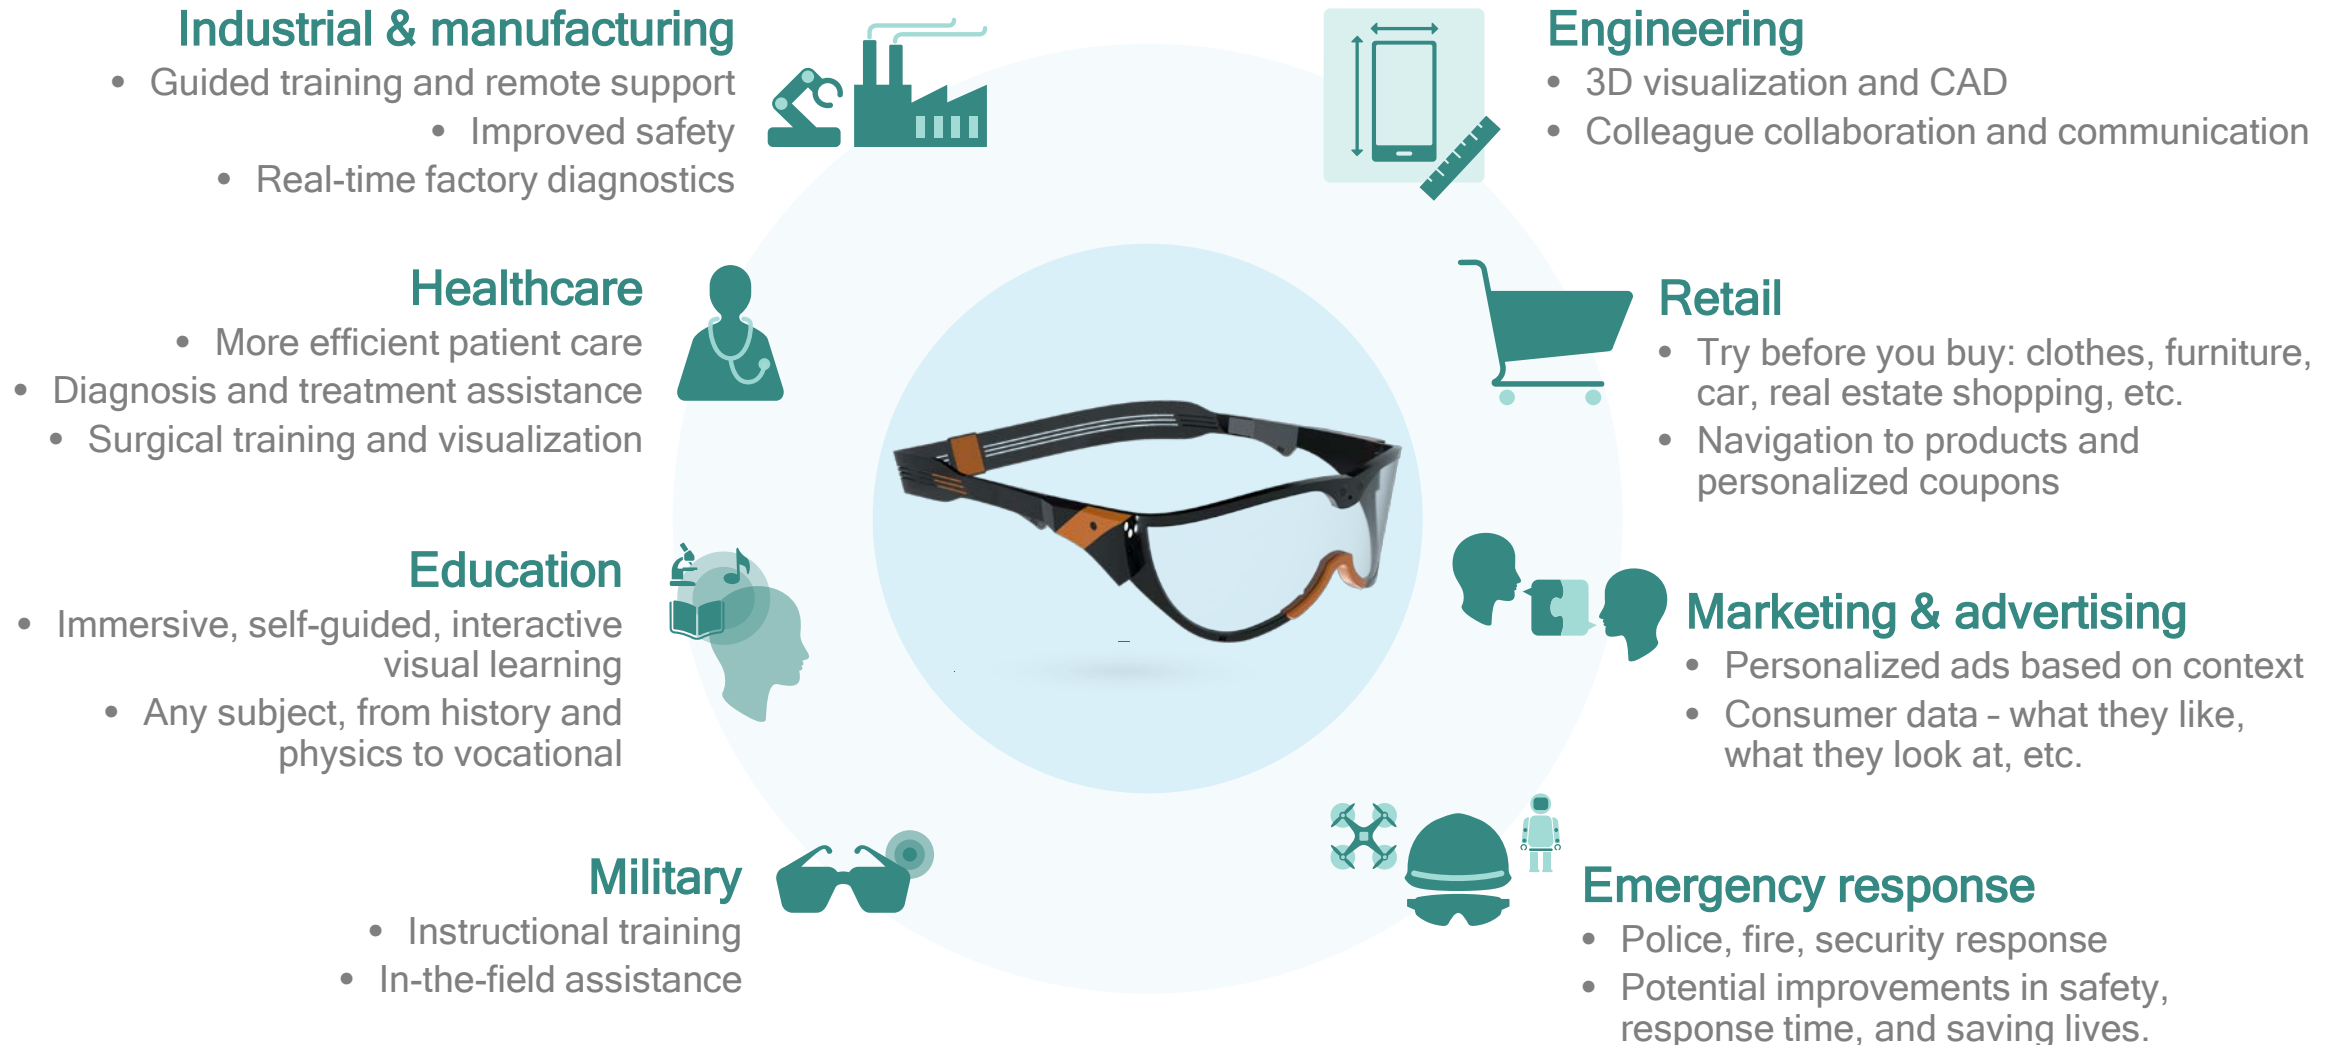 Industrial & manufacturing
• Guided training and remote support
• Improved safety
• Real-time factory diagnostics
Healthcare
• More efficient patient care
• Diagnosis and treatment assistance
• Surgical training and visualization
Education
• Immersive, self-guided, interactive
visual learning
• Any subject, from history and
physics to vocational
Military
• Instructional training
• In-the-field assistance
Engineering
• 3D visualization and CAD
• Colleague collaboration and communication
Retail
• Try before you buy: clothes, furniture,
car, real estate shopping, etc.
• Navigation to products and
personalized coupons
Marketing & advertising
• Personalized ads based on context
• Consumer data – what they like,
what they look at, etc.
Emergency response
• Police, fire, security response
• Potential improvements in safety,
response time, and saving lives.